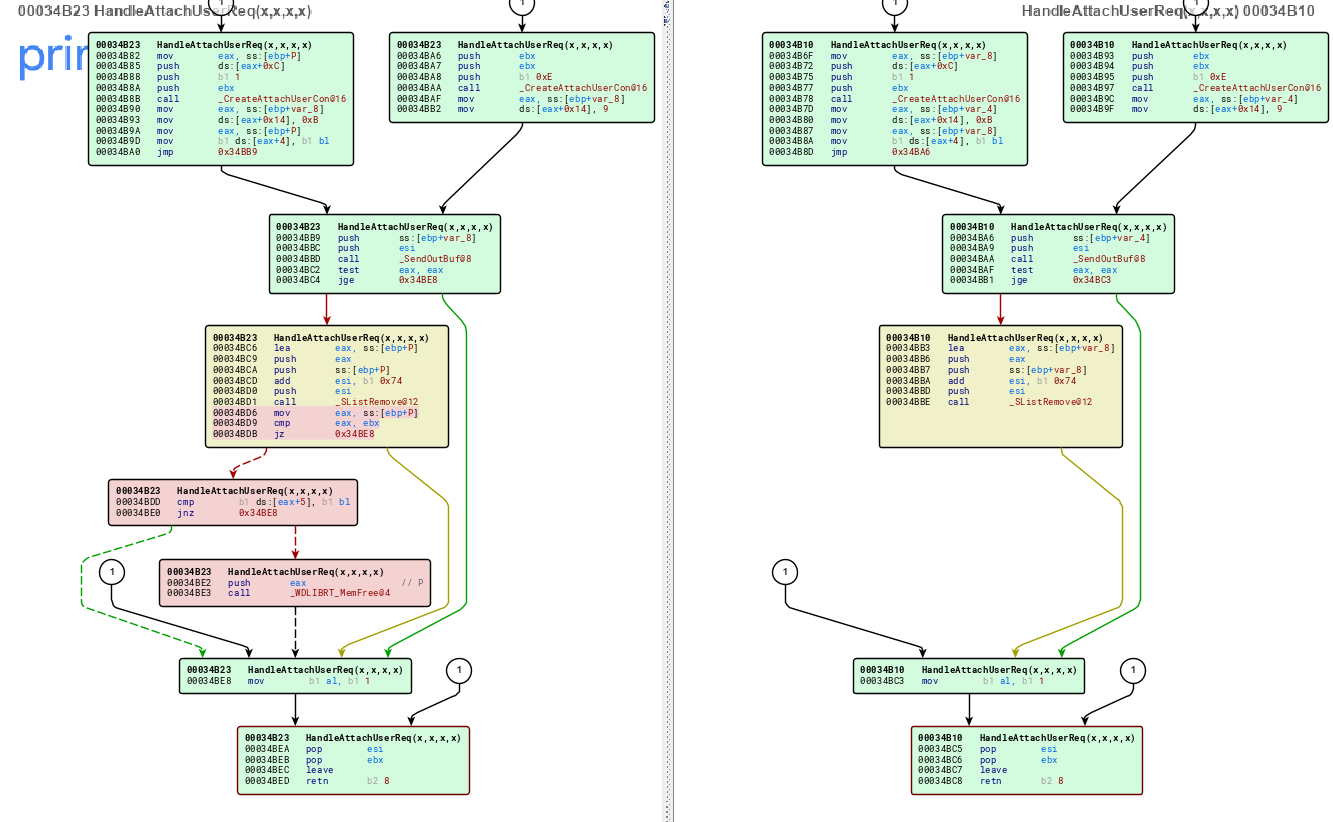 00034B23 HandleAttachUserReq(x,x,x,x)
prin
1
1
00034B23 HandleAttachUserReq(x,x,x,x)
00034B82 mov eax, ss:[ebp+P]
00034B85 push ds:[eax+0xC]
00034B88 push b1 1
00034B8A push ebx
00034B8B call _CreateAttachUserCon@16
00034B90 mov eax, ss:[ebp+var_8]
00034B93 mov ds:[eax+0x14], 0xB
00034B9A mov eax, ss:[ebp+P]
00034B9D mov b1 ds:[eax+4], b1 bl
00034BA0 jmp 0x34BB9
00034B23 HandleAttachUserReq(x,x,x,x)
00034BA6 push ebx
00034BA7 push ebx
00034BA8 push b1 0xE
00034BAA call _CreateAttachUserCon@16
00034BAF mov eax, ss:[ebp+var_8]
00034BB2 mov ds:[eax+0x14], 9
00034B23 HandleAttachUserReq(x,x,x,x)
00034BB9 push ss:[ebp+var_8]
00034BBC push esi
00034BBD call _SendOutBuf@8
00034BC2 test eax, eax
00034BC4 jge 0x34BE8
00034B23 HandleAttachUserReq(x,x,x,x)
00034BC6 lea eax, ss:[ebp+P]
00034BC9 push eax
00034BCA push ss:[ebp+P]
00034BCD add esi, b1 0x74
00034BD0 push esi
00034BD1 call _SListRemove@12
00034BD6 mov eax, ss:[ebp+P]
00034BD9 cmp eax, ebx
00034BDB jz 0x34BE8
00034B23 HandleAttachUserReq(x,x,x,x)
00034BDD cmp b1 ds:[eax+5], b1 bl
00034BE0 jnz 0x34BE8
1
00034B23 HandleAttachUserReq(x,x,x,x)
00034BE2 push eax // P
00034BE3 call _WDLIBRT_MemFree@4
00034B23 HandleAttachUserReq(x,x,x,x)
00034BE8 mov b1 al, b1 1
1
00034B23 HandleAttachUserReq(x,x,x,x)
00034BEA pop esi
00034BEB pop ebx
00034BEC leave
00034BED retn b2 8
HandleAttachUserReq(x,x,x,x) 00034B10
1
1
00034B10 HandleAttachUserReq(x,x,x,x)
00034B6F mov eax, ss:[ebp+var_8]
00034B72 push ds:[eax+0xC]
00034B75 push b1 1
00034B77 push ebx
00034B78 call _CreateAttachUserCon@16
00034B7D mov eax, ss:[ebp+var_4]
00034B80 mov ds:[eax+0x14], 0xB
00034B87 mov eax, ss:[ebp+var_8]
00034B8A mov b1 ds:[eax+4], b1 bl
00034B8D jmp 0x34BA6
00034B10 HandleAttachUserReq(x,x,x,x)
00034B93 push ebx
00034B94 push ebx
00034B95 push b1 0xE
00034B97 call _CreateAttachUserCon@16
00034B9C mov eax, ss:[ebp+var_4]
00034B9F mov ds:[eax+0x14], 9
00034B10 HandleAttachUserReq(x,x,x,x)
00034BA6 push ss:[ebp+var_4]
00034BA9 push esi
00034BAA call _SendOutBuf@8
00034BAF test eax, eax
00034BB1 jge 0x34BC3
00034B10 HandleAttachUserReq(x,x,x,x)
00034BB3 lea eax, ss:[ebp+var_8]
00034BB6 push eax
00034BB7 push ss:[ebp+var_8]
00034BBA add esi, b1 0x74
00034BBD push esi
00034BBE call _SListRemove@12
1
00034B10 HandleAttachUserReq(x,x,x,x)
00034BC3 mov b1 al, b1 1
1
00034B10 HandleAttachUserReq(x,x,x,x)
00034BC5 pop esi
00034BC6 pop ebx
00034BC7 leave
00034BC8 retn b2 8